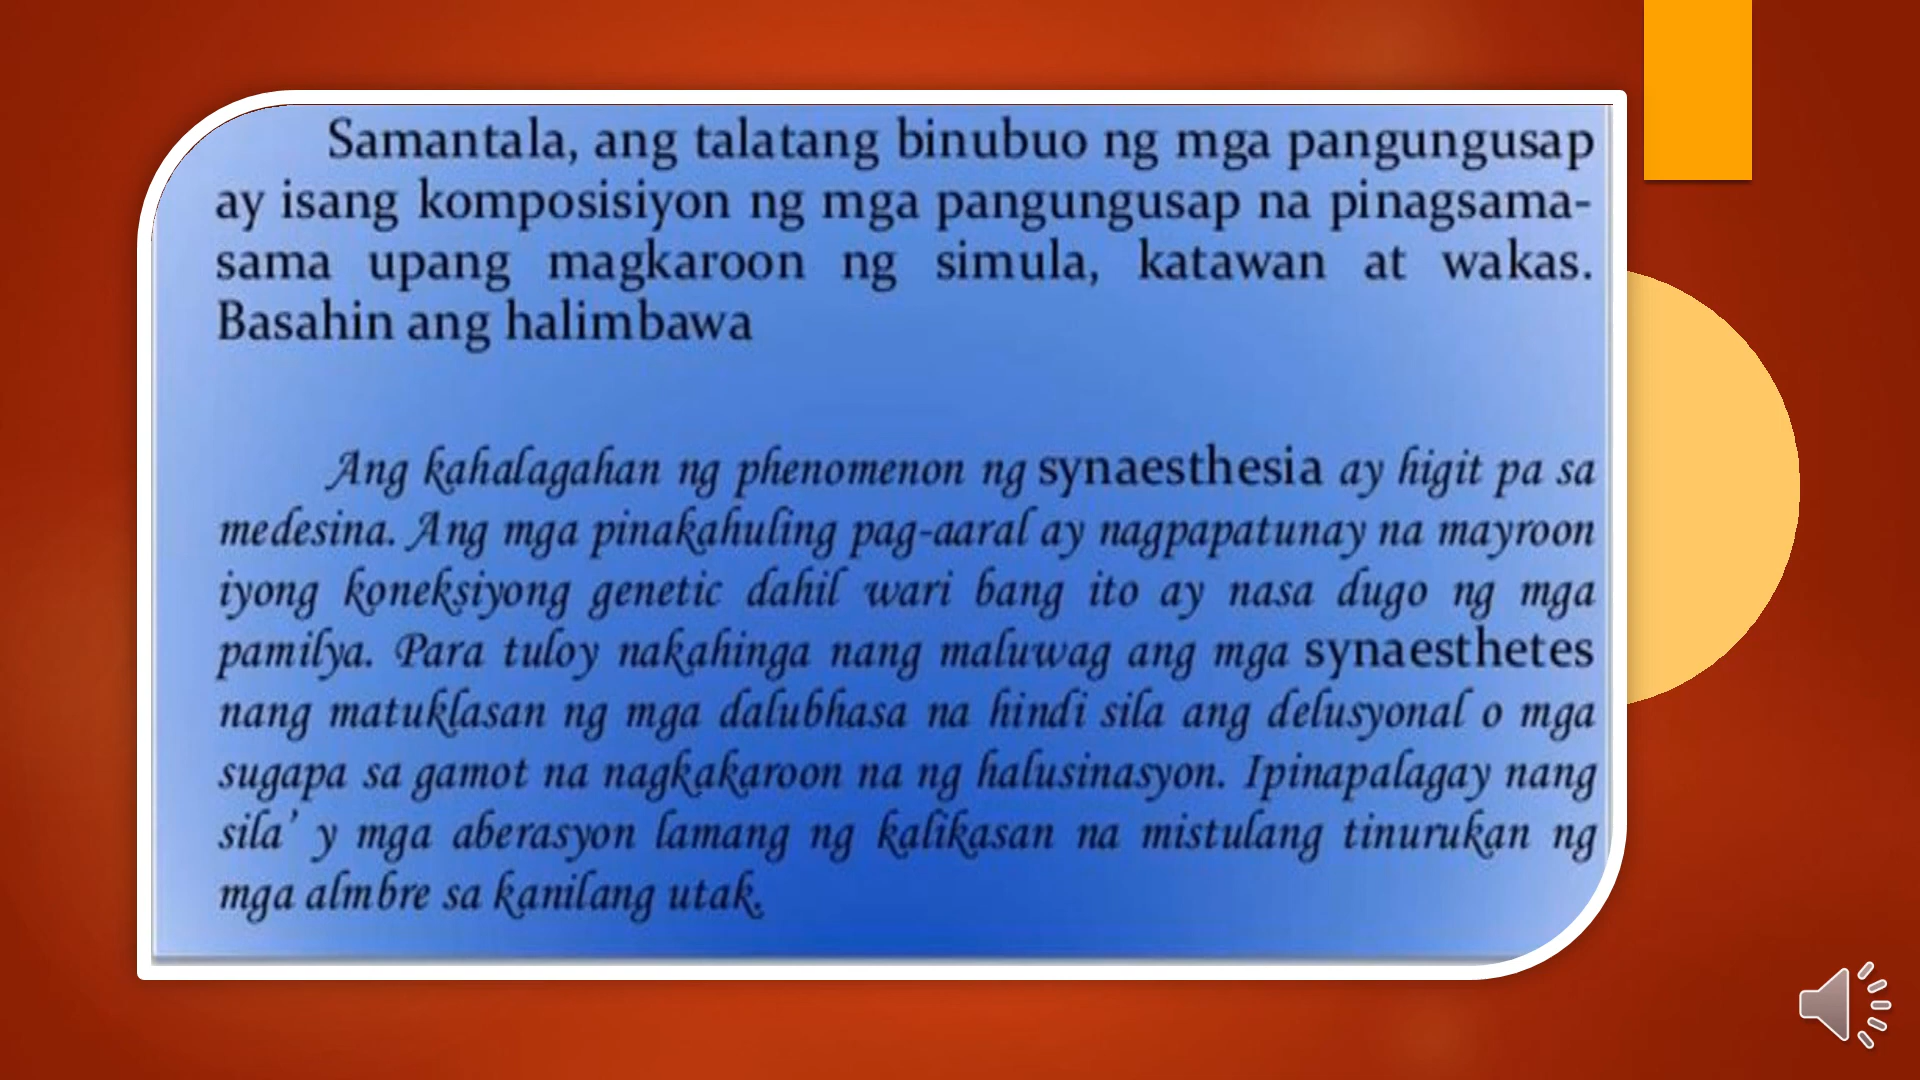 Samantala, ang talatang binubuo ng mga pangungusap
ay isang komposisiyon ng mga pangungusap na pinagsama-
sama upang magkaroon ng simula, katawan at wakas.
Basahin ang halimbawa
Ang kahalagahan ng phenomenon ng synaesthesia ay higit pa sa
medesina. Ang mga pinakahuling pag-aaral ay nagpapatunay na mayroon
iyong koneksiyong genetic dahil wari bang ito ay nasa dugo ng mga
pamilya. Para tuloy nakahinga nang maluwag ang mga synaesthetes
nang matuklasan ng mga dalubhasa na hindi sila ang delusyonal o mga
sugapa sa gamot na nagkakaroon na ng halusinasyon. Ipinapalagay nang
sila' y mga aberasyon lamang ng kalikasan na mistulang tinurukan ng
mga almbre sa kanilang utak.